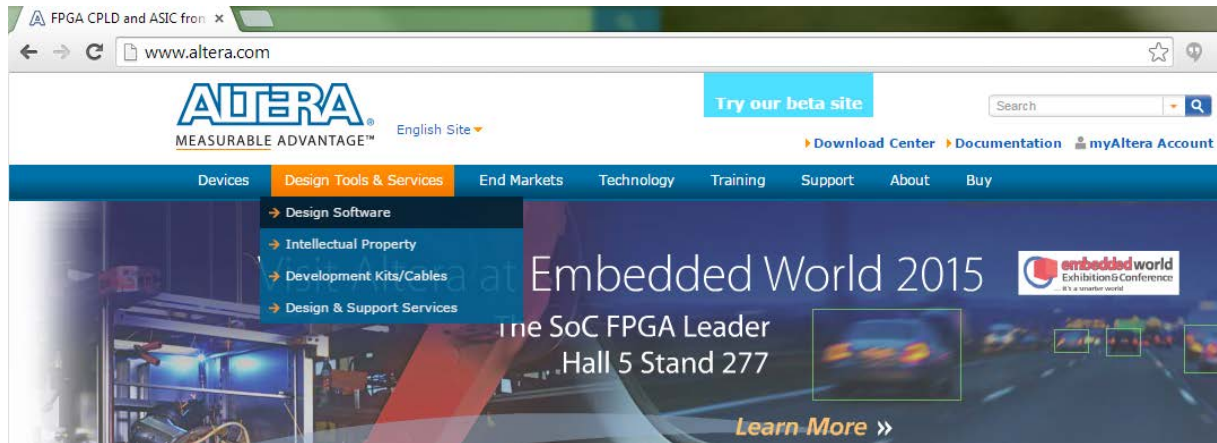 FPGA CPLD and ASIC fron
www.altera.com
ALTERA®
MEASURABLE ADVANTAGE™
English Site
Try our beta site
Search
Download Center Documentation myAltera Account
Devices Design Tools & Services End Markets Technology Training Support About Buy
Design Software
Intellectual Property
Development Kits/Cables
Design & Support Services
Visit Altera at Embedded World 2015
embedded world
Exhibition&Conference
... it's a smarter world
The SoC FPGA Leader
Hall 5 Stand 277
Learn More »